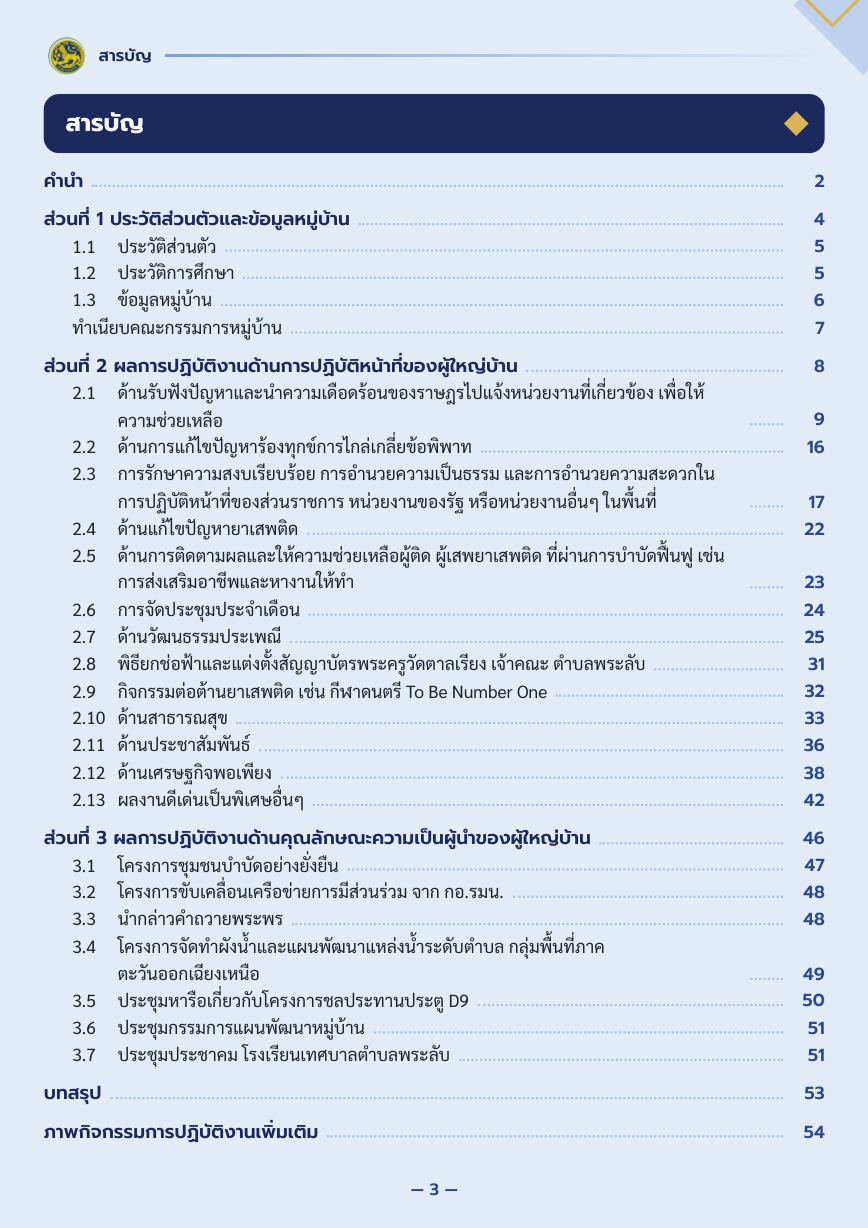 สารบัญ
สารบัญ
คำนำ 2
ส่วนที่ 1 ประวัติส่วนตัวและข้อมูลหมู่บ้าน 4
1.1 ประวัติส่วนตัว 5
1.2 ประวัติการศึกษา 5
1.3 ข้อมูลหมู่บ้าน 6
ทำเนียบคณะกรรมการหมู่บ้าน 7
ส่วนที่ 2 ผลการปฏิบัติงานด้านการปฏิบัติหน้าที่ของผู้ใหญ่บ้าน 8
2.1 ด้านรับฟังปัญหาและนำความเดือดร้อนของราษฎรไปแจ้งหน่วยงานที่เกี่ยวข้อง เพื่อให้
ความช่วยเหลือ 9
2.2 ด้านการแก้ไขปัญหาร้องทุกข์การไกล่เกลี่ยข้อพิพาท 16
2.3 การรักษาความสงบเรียบร้อย การอำนวยความเป็นธรรม และการอำนวยความสะดวกใน
การปฏิบัติหน้าที่ของส่วนราชการ หน่วยงานของรัฐ หรือหน่วยงานอื่นๆ ในพื้นที่ 17
2.4 ด้านแก้ไขปัญหายาเสพติด 22
2.5 ด้านการติดตามผลและให้ความช่วยเหลือผู้ติด ผู้เสพยาเสพติด ที่ผ่านการบำบัดฟื้นฟู เช่น
การส่งเสริมอาชีพและหางานให้ทำ 23
2.6 การจัดประชุมประจำเดือน 24
2.7 ด้านวัฒนธรรมประเพณี 25
2.8 พิธียกช่อฟ้าและแต่งตั้งสัญญาบัตรพระครูวัดตาลเรียง เจ้าคณะ ตำบลพระลับ 31
2.9 กิจกรรมต่อต้านยาเสพติด เช่น กีฬาดนตรี To Be Number One 32
2.10 ด้านสาธารณสุข 33
2.11 ด้านประชาสัมพันธ์ 36
2.12 ด้านเศรษฐกิจพอเพียง 38
2.13 ผลงานดีเด่นเป็นพิเศษอื่นๆ 42
ส่วนที่ 3 ผลการปฏิบัติงานด้านคุณลักษณะความเป็นผู้นำของผู้ใหญ่บ้าน 46
3.1 โครงการชุมชนบำบัดอย่างยั่งยืน 47
3.2 โครงการขับเคลื่อนเครือข่ายการมีส่วนร่วม จาก กอ.รมน. 48
3.3 นำกล่าวคำถวายพระพร 48
3.4 โครงการจัดทำผังน้ำและแผนพัฒนาแหล่งน้ำระดับตำบล กลุ่มพื้นที่ภาค
ตะวันออกเฉียงเหนือ 49
3.5 ประชุมหารือเกี่ยวกับโครงการชลประทานประตู D9 50
3.6 ประชุมกรรมการแผนพัฒนาหมู่บ้าน 51
3.7 ประชุมประชาคม โรงเรียนเทศบาลตำบลพระลับ 51
บทสรุป 53
ภาพกิจกรรมการปฏิบัติงานเพิ่มเติม 54
— 3 —